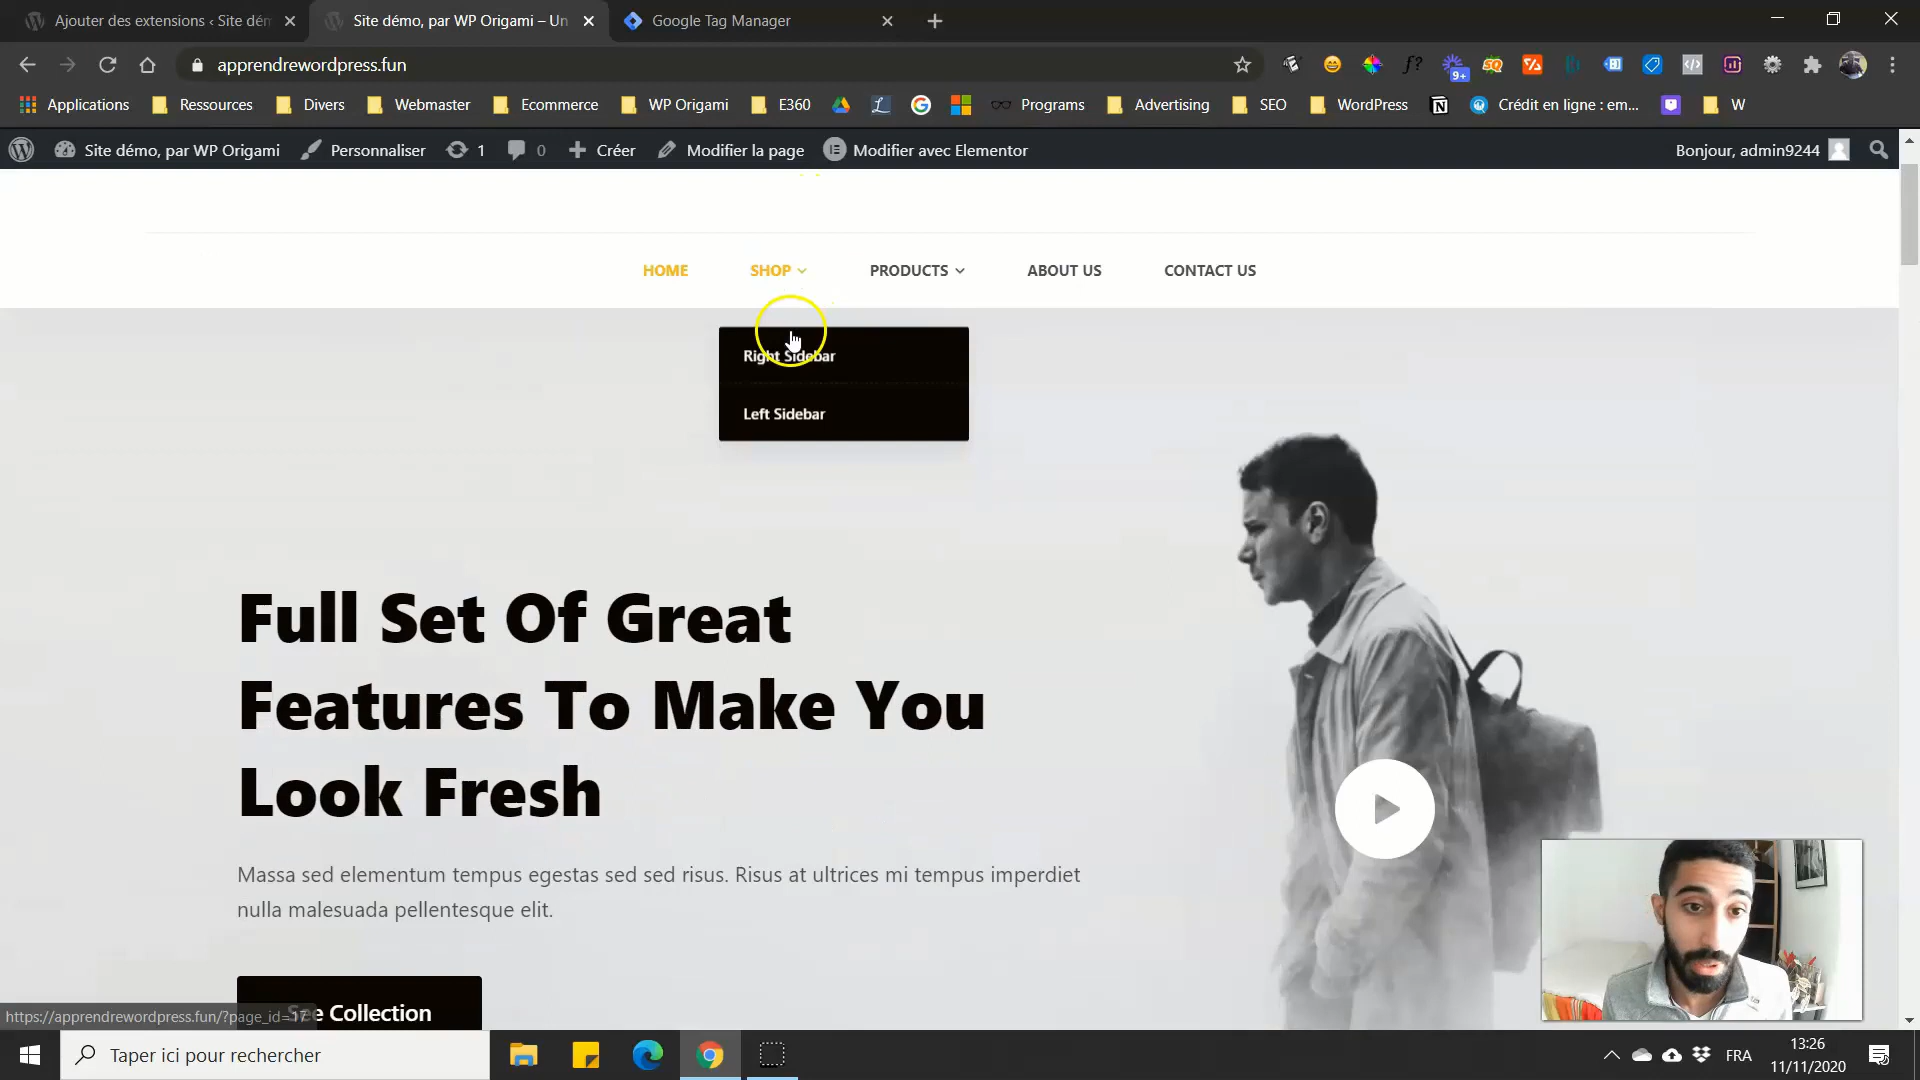 Ajouter des extensions ‹ Site dém
Site démo, par WP Origami – Un
Google Tag Manager
apprendrewordpress.fun
9+
Applications
Ressources
Divers
Webmaster
Ecommerce
WP Origami
E360
Programs
Advertising
SEO
WordPress
Crédit en ligne : em...
W
Site démo, par WP Origami
Personnaliser
1
0
Créer
Modifier la page
Modifier avec Elementor
Bonjour, admin9244
HOME
SHOP
PRODUCTS
ABOUT US
CONTACT US
Right Sidebar
Left Sidebar
Full Set Of Great
Features To Make You
Look Fresh
Massa sed elementum tempus egestas sed sed risus. Risus at ultrices mi tempus imperdiet
nulla malesuada pellentesque elit.
See Collection
https://apprendrewordpress.fun/?page_id=17
Taper ici pour rechercher
FRA
13:26
11/11/2020